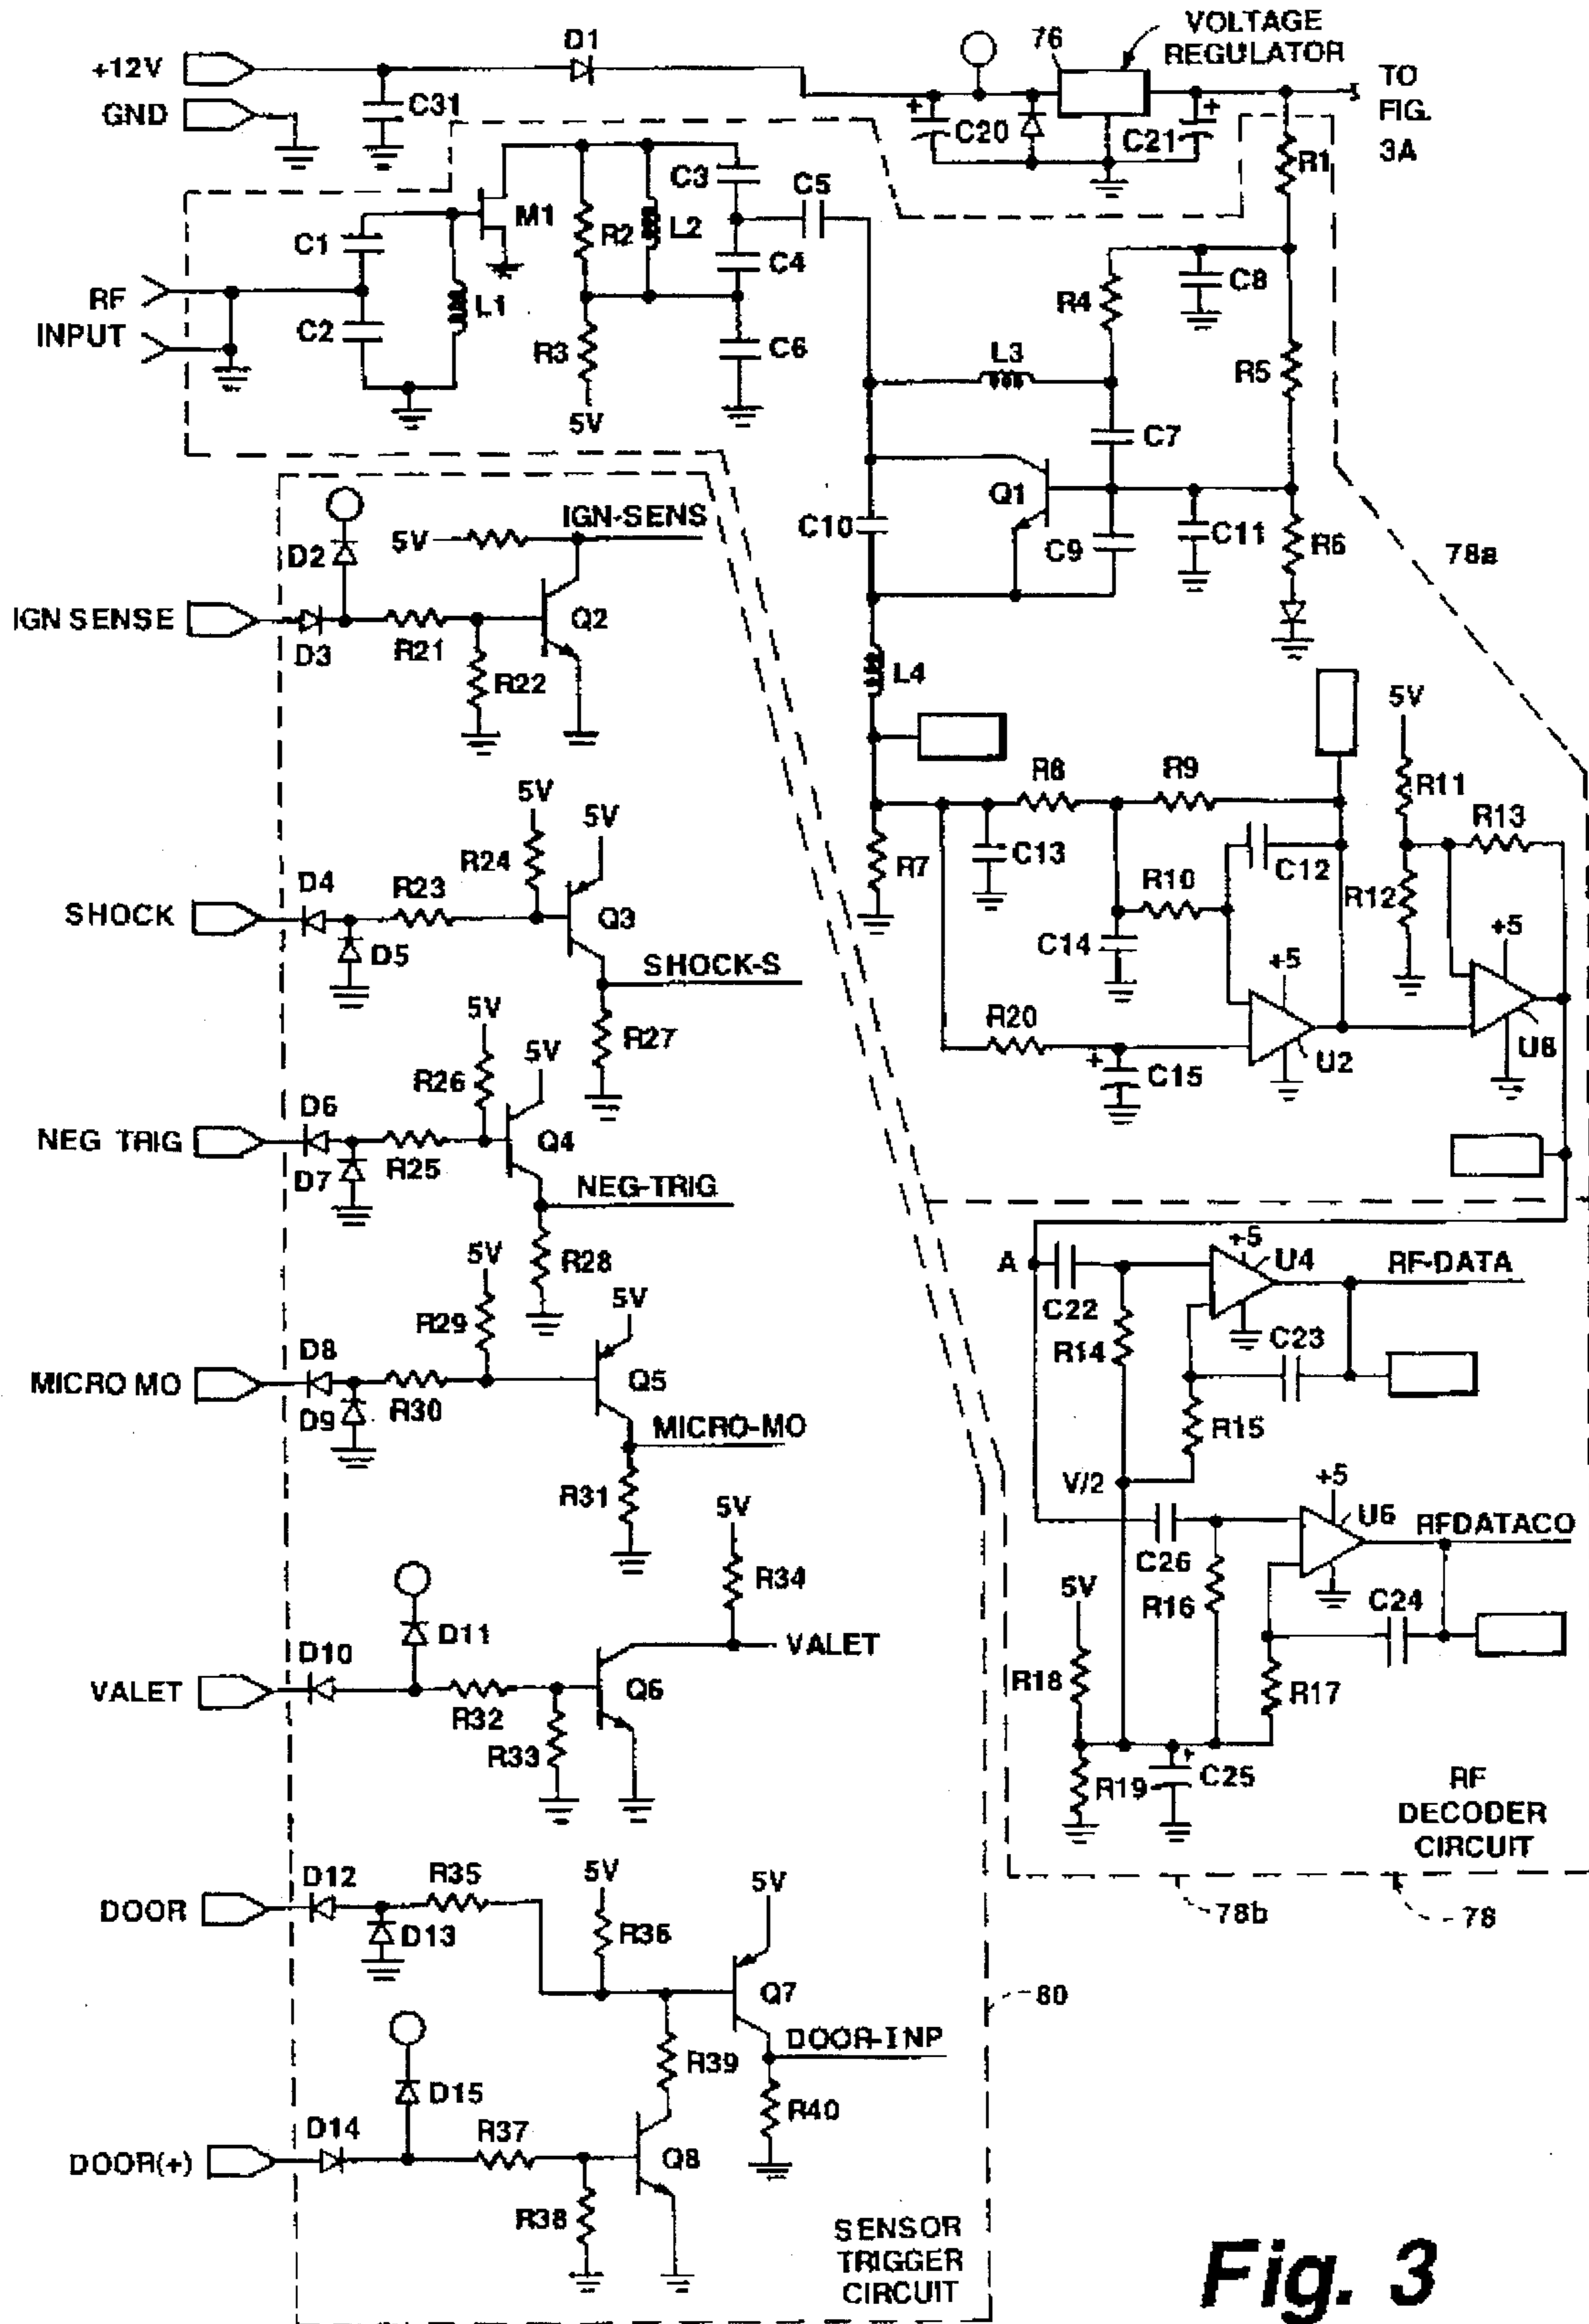 VOLTAGE
REGULATOR
76
TO
FIG.
3A
+12V
D1
C31
GND
+
C20
C21
+
R1
C3
C5
M1
R2
L2
C4
C1
RF
INPUT
C2
L1
R3
C6
5V
R4
C8
L3
R5
C7
Q1
C10
C9
C11
R6
78a
IGN-SENS
5V
D2
IGN SENSE
D3
R21
Q2
R22
L4
5V
R8
R9
R11
R13
R7
C13
R10
C12
R12
C14
+5
+5
R20
+
C15
U2
U8
5V
5V
R24
D4
R23
SHOCK
Q3
D5
SHOCK-S
5V
R27
5V
R26
D6
NEG TRIG
Q4
D7
R25
NEG-TRIG
5V
R28
R29
5V
D8
MICRO MO
Q5
D9
R30
MICRO-MO
R31
5V
R34
D11
D10
VALET
VALET
R32
Q6
R33
A
+5
U4
RF-DATA
C22
R14
C23
R15
V/2
+5
U6
RFDATACO
C26
5V
R16
C24
R18
R17
R19
+
C25
RF
DECODER
CIRCUIT
78b
78
D12
R35
5V
5V
DOOR
D13
R36
Q7
80
DOOR-INP
R39
D15
R40
D14
R37
DOOR(+)
Q8
R38
SENSOR
TRIGGER
CIRCUIT
Fig. 3